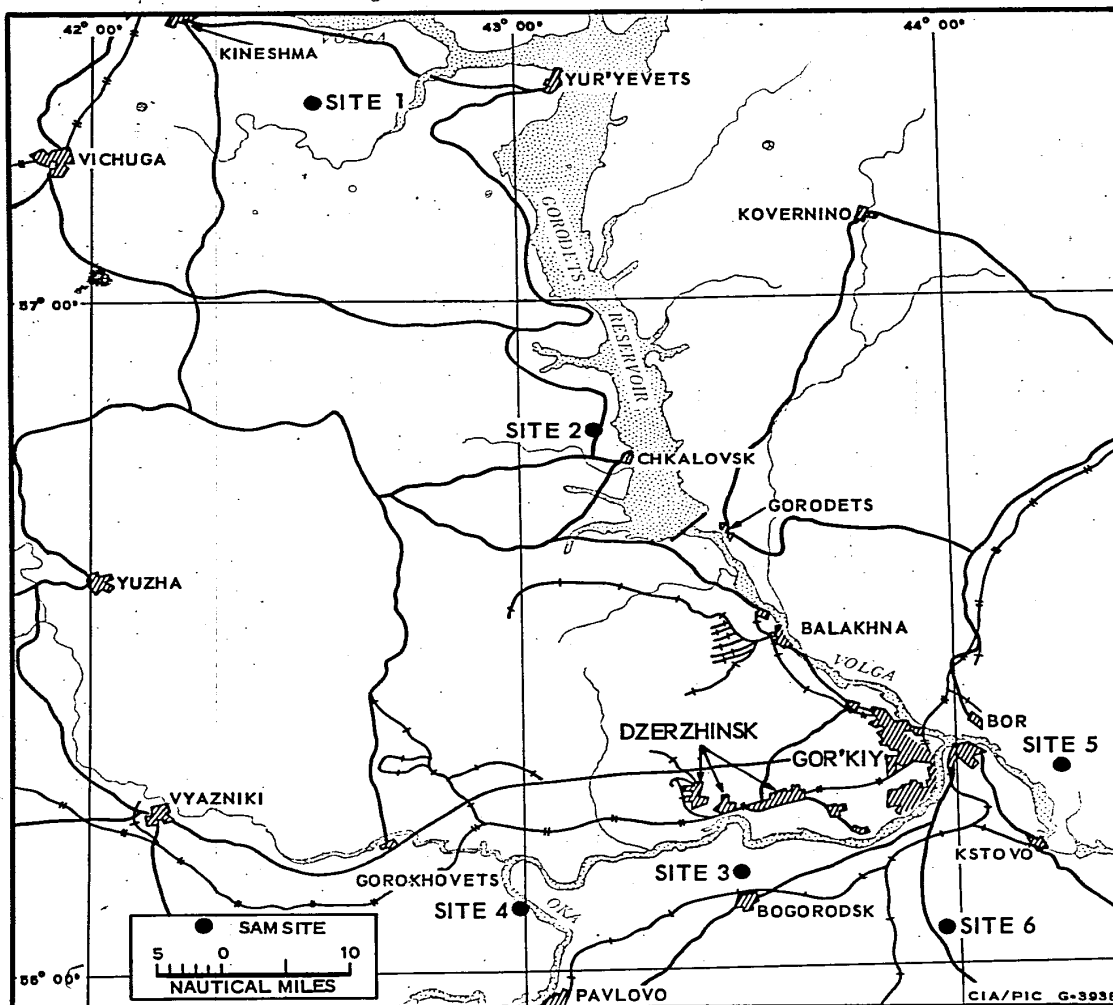 42° 00'
43° 00'
44° 00'
KINESHMA
VOLGA
YUR'YEVETS
SITE 1
VICHUGA
GORODETS
RESERVOIR
KOVERNINO
57° 00'
SITE 2
CHKALOVSK
GORODETS
YUZHA
BALAKHNA
VOLGA
BOR
DZERZHINSK
GOR'KIY
SITE 5
VYAZNIKI
KSTOVO
GOROKHOVETS
SITE 3
SITE 4
OKA
BOGORODSK
SITE 6
SAM SITE
5 0 10
NAUTICAL MILES
00'
PAVLOVO
CIA/PIC G-3938